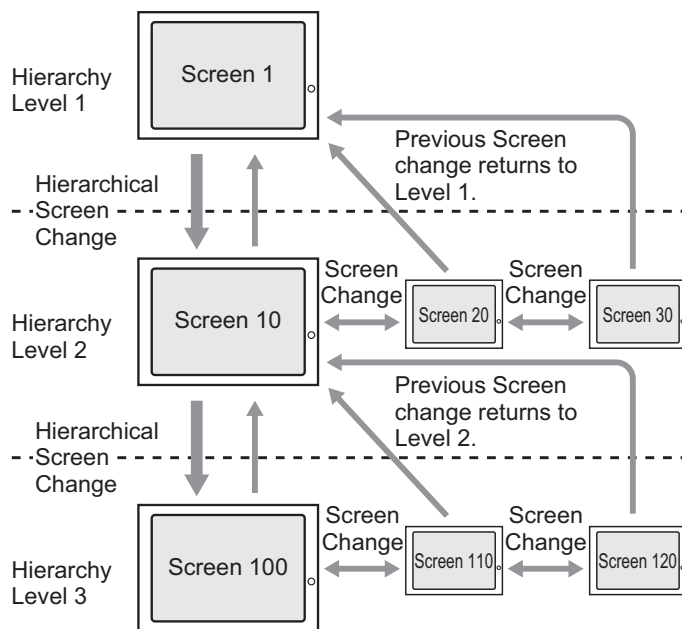 Hierarchy
Level 1
Screen 1
Previous Screen
change returns to
Level 1.
Hierarchical
Screen
Change
Hierarchy
Level 2
Screen 10
Screen
Change
Screen 20
Screen
Change
Screen 30
Previous Screen
change returns to
Level 2.
Hierarchical
Screen
Change
Hierarchy
Level 3
Screen 100
Screen
Change
Screen 110
Screen
Change
Screen 120